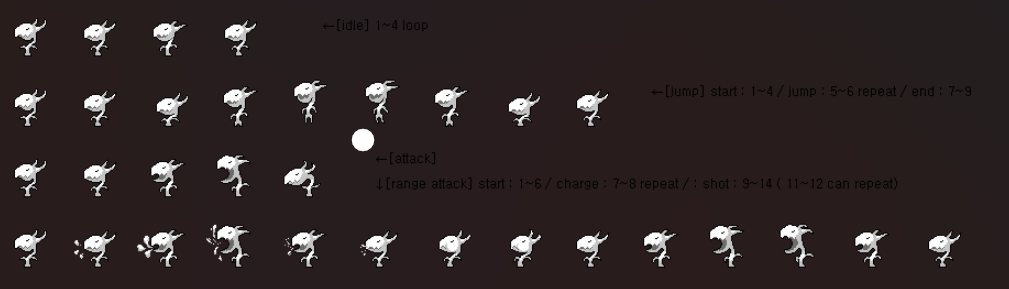 ←[idle] 1~4 loop
←[jump] start : 1~4 / jump : 5~6 repeat / end : 7~9
←[attack]
↓[range attack] start : 1~6 / charge : 7~8 repeat / : shot : 9~14 ( 11~12 can repeat)